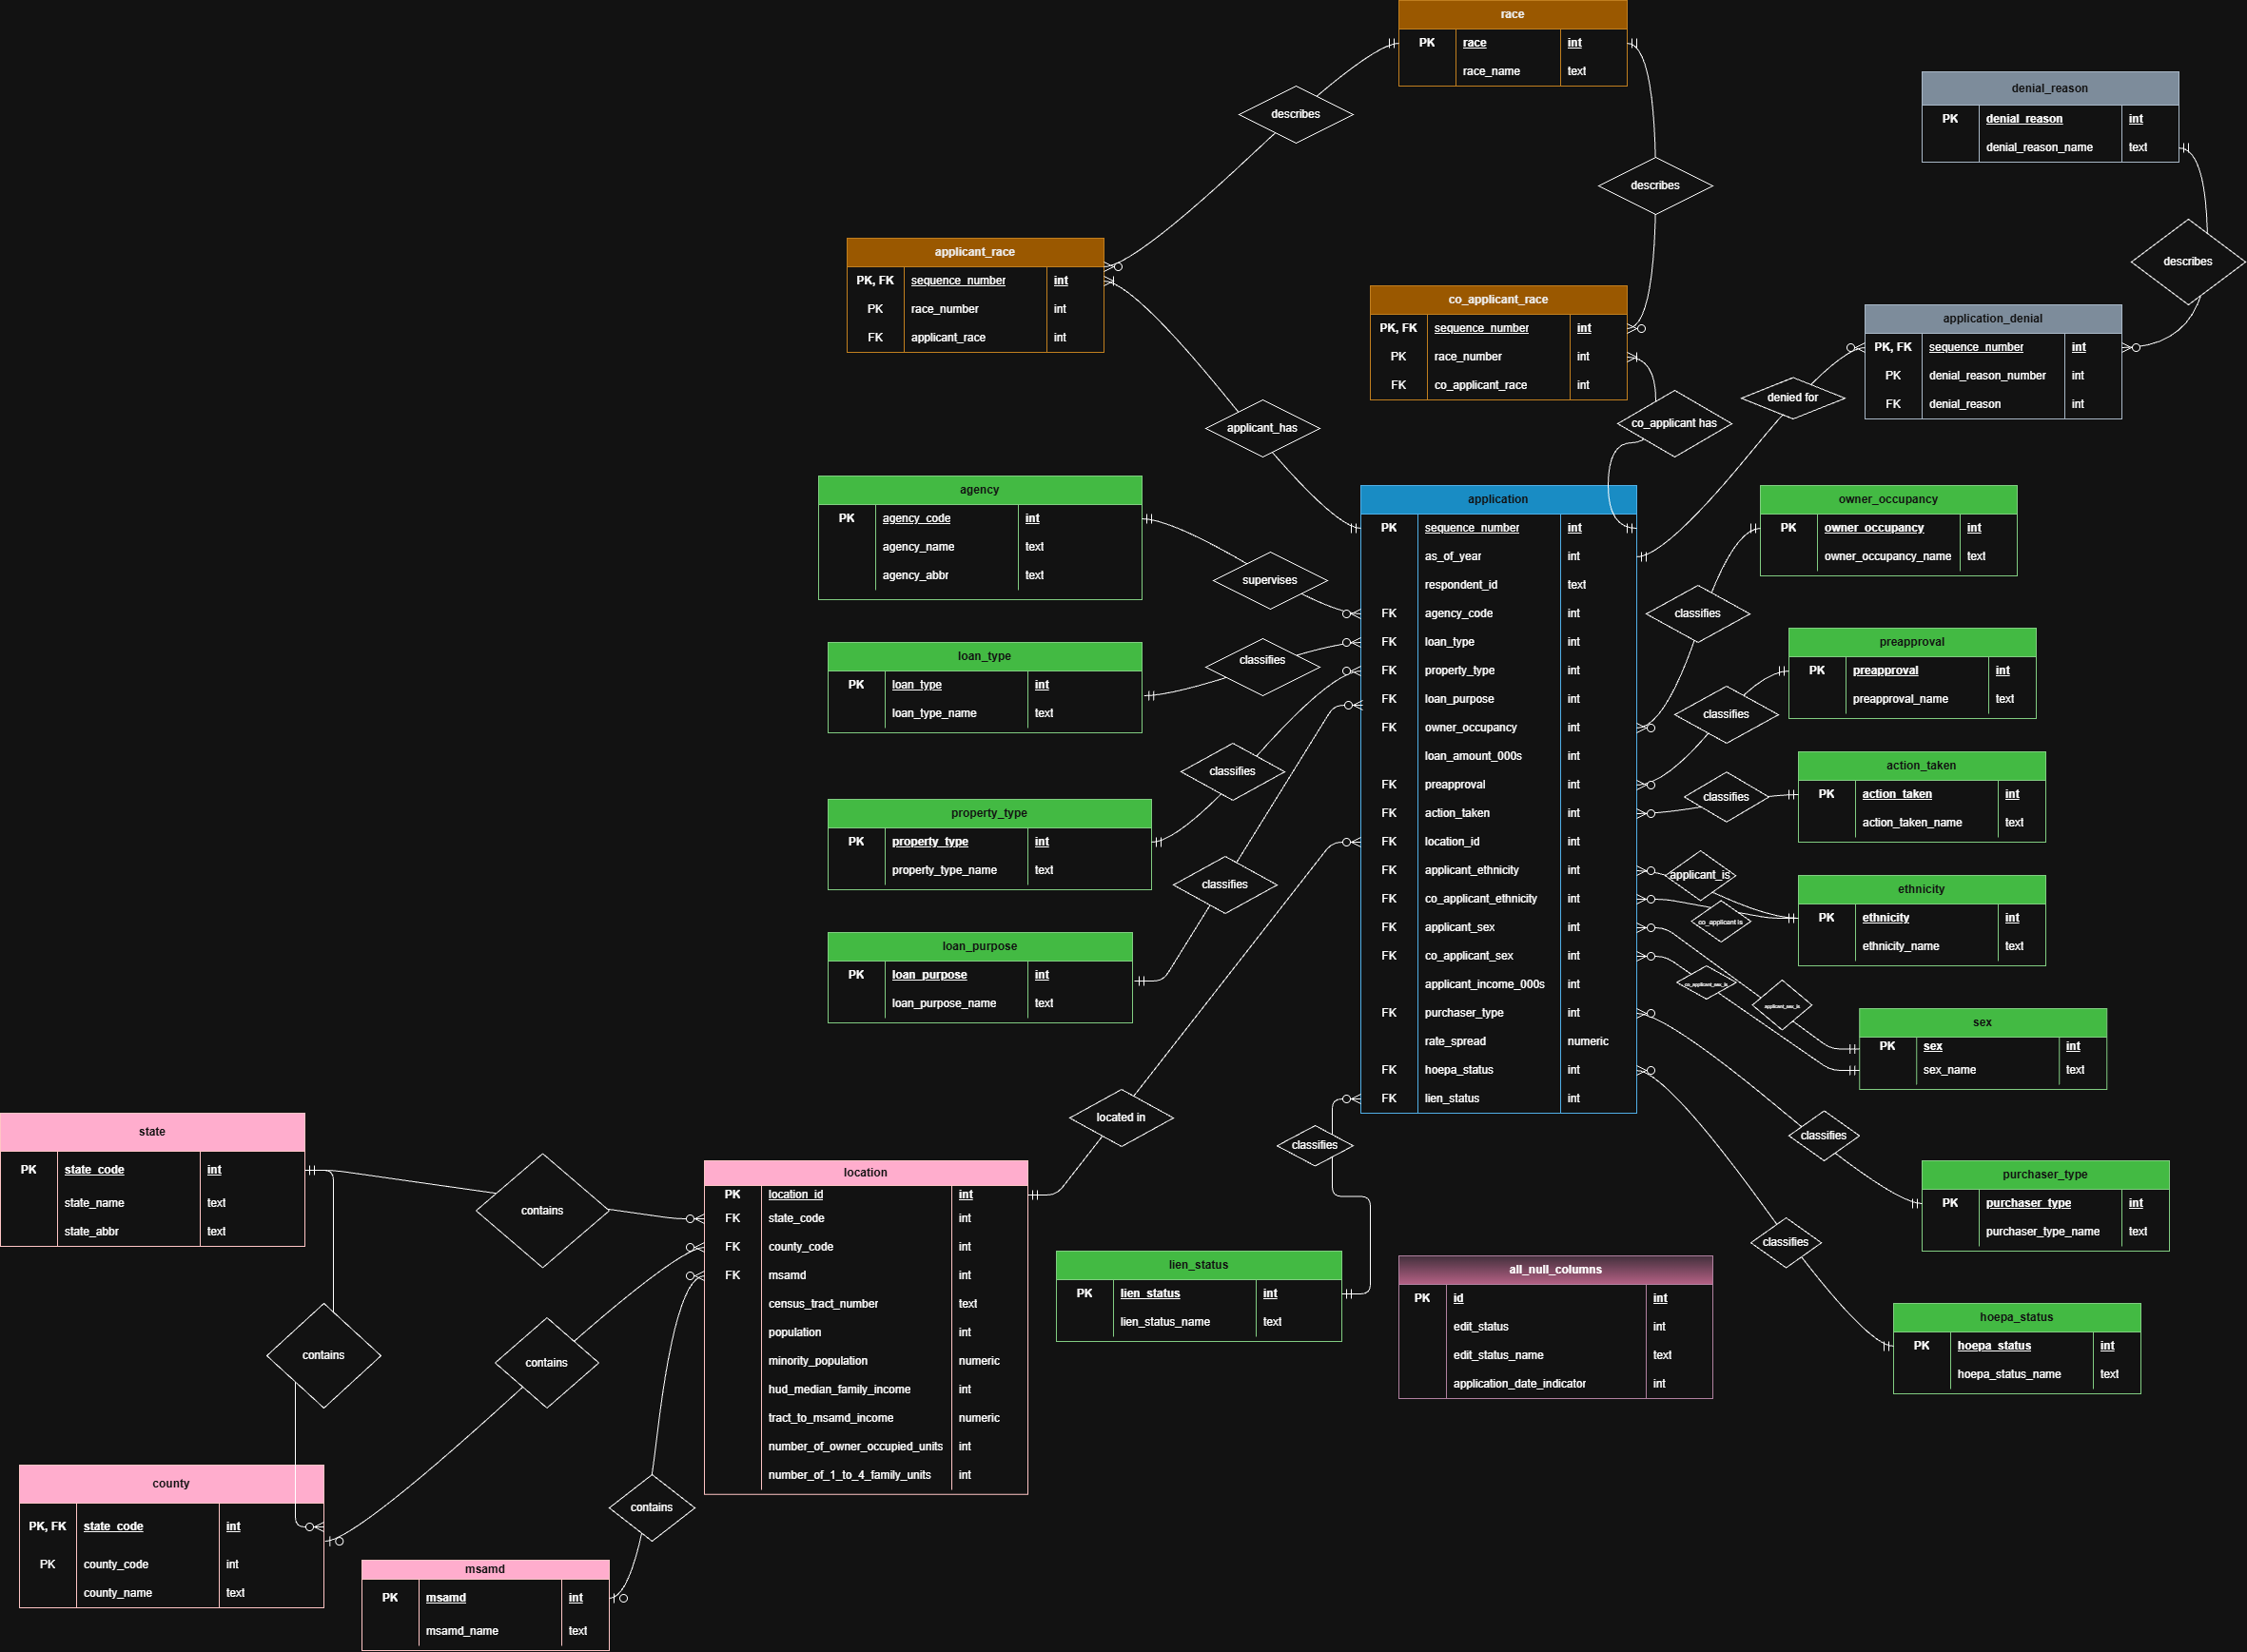 race
PK race int
race_name text
denial_reason
PK denial_reason int
denial_reason_name text
describes
describes
describes
applicant_race
PK, FK sequence_number int
PK race_number int
FK applicant_race int
co_applicant_race
PK, FK sequence_number int
PK race_number int
FK co_applicant_race int
application_denial
PK, FK sequence_number int
PK denial_reason_number int
FK denial_reason int
applicant_has
co_applicant has
denied for
agency
PK agency_code int
agency_name text
agency_abbr text
supervises
loan_type
PK loan_type int
loan_type_name text
classifies
property_type
PK property_type int
property_type_name text
classifies
loan_purpose
PK loan_purpose int
loan_purpose_name text
classifies
application
PK sequence_number int
as_of_year int
respondent_id text
FK agency_code int
FK loan_type int
FK property_type int
FK loan_purpose int
FK owner_occupancy int
loan_amount_000s int
FK preapproval int
FK action_taken int
FK location_id int
FK applicant_ethnicity int
FK co_applicant_ethnicity int
FK applicant_sex int
FK co_applicant_sex int
applicant_income_000s int
FK purchaser_type int
rate_spread numeric
FK hoepa_status int
FK lien_status int
owner_occupancy
PK owner_occupancy int
owner_occupancy_name text
classifies
preapproval
PK preapproval int
preapproval_name text
classifies
action_taken
PK action_taken int
action_taken_name text
classifies
ethnicity
PK ethnicity int
ethnicity_name text
applicant_is
co_applicant is
sex
PK sex int
sex_name text
co_applicant_sex_is
applicant_sex_is
purchaser_type
PK purchaser_type int
purchaser_type_name text
classifies
hoepa_status
PK hoepa_status int
hoepa_status_name text
classifies
located in
classifies
lien_status
PK lien_status int
lien_status_name text
all_null_columns
PK id int
edit_status int
edit_status_name text
application_date_indicator int
state
PK state_code int
state_name text
state_abbr text
contains
location
PK location_id int
FK state_code int
FK county_code int
FK msamd int
census_tract_number text
population int
minority_population numeric
hud_median_family_income int
tract_to_msamd_income numeric
number_of_owner_occupied_units int
number_of_1_to_4_family_units int
contains
contains
contains
county
PK, FK state_code int
PK county_code int
county_name text
msamd
PK msamd int
msamd_name text